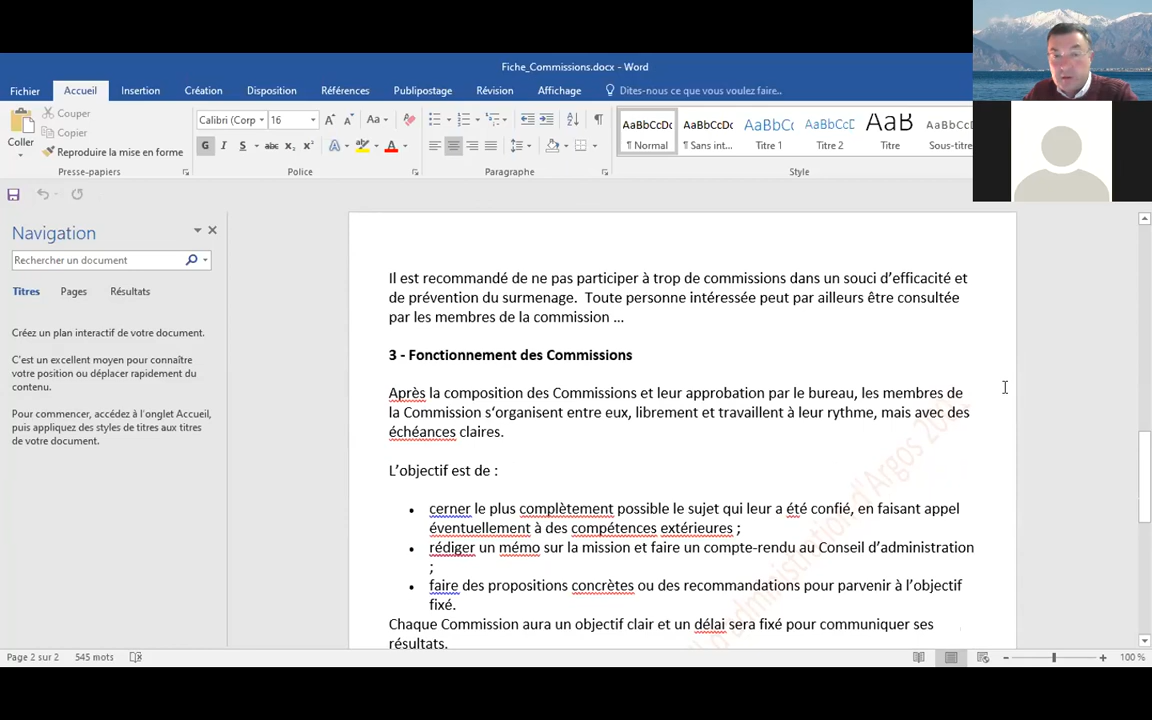 Fiche_Commissions.docx - Word
Fichier Accueil Insertion Création Disposition Références Publipostage Révision Affichage Dites-nous ce que vous voulez faire..
Couper
Copier
Coller
Reproduire la mise en forme
Presse-papiers
Calibri (Corp 16
Aa
G I S abc x₂ x² A A
Police
Paragraphe
AaBbCcDc AaBbCcDc AaBbCc AaBbCcD AaB AaBbCcD
¶ Normal ¶ Sans int... Titre 1 Titre 2 Titre Sous-titre
Style
Navigation
Rechercher un document
Titres Pages Résultats
Créez un plan interactif de votre document.
C'est un excellent moyen pour connaître
votre position ou déplacer rapidement du
contenu.
Pour commencer, accédez à l'onglet Accueil,
puis appliquez des styles de titres aux titres
de votre document.
Il est recommandé de ne pas participer à trop de commissions dans un souci d'efficacité et
de prévention du surmenage. Toute personne intéressée peut par ailleurs être consultée
par les membres de la commission ...
3 - Fonctionnement des Commissions
Après la composition des Commissions et leur approbation par le bureau, les membres de
la Commission s'organisent entre eux, librement et travaillent à leur rythme, mais avec des
échéances claires.
L'objectif est de :
• cerner le plus complètement possible le sujet qui leur a été confié, en faisant appel
éventuellement à des compétences extérieures ;
• rédiger un mémo sur la mission et faire un compte-rendu au Conseil d'administration
;
• faire des propositions concrètes ou des recommandations pour parvenir à l'objectif
fixé.
Chaque Commission aura un objectif clair et un délai sera fixé pour communiquer ses
résultats.
d'administration d'Argos
Page 2 sur 2 545 mots
100 %